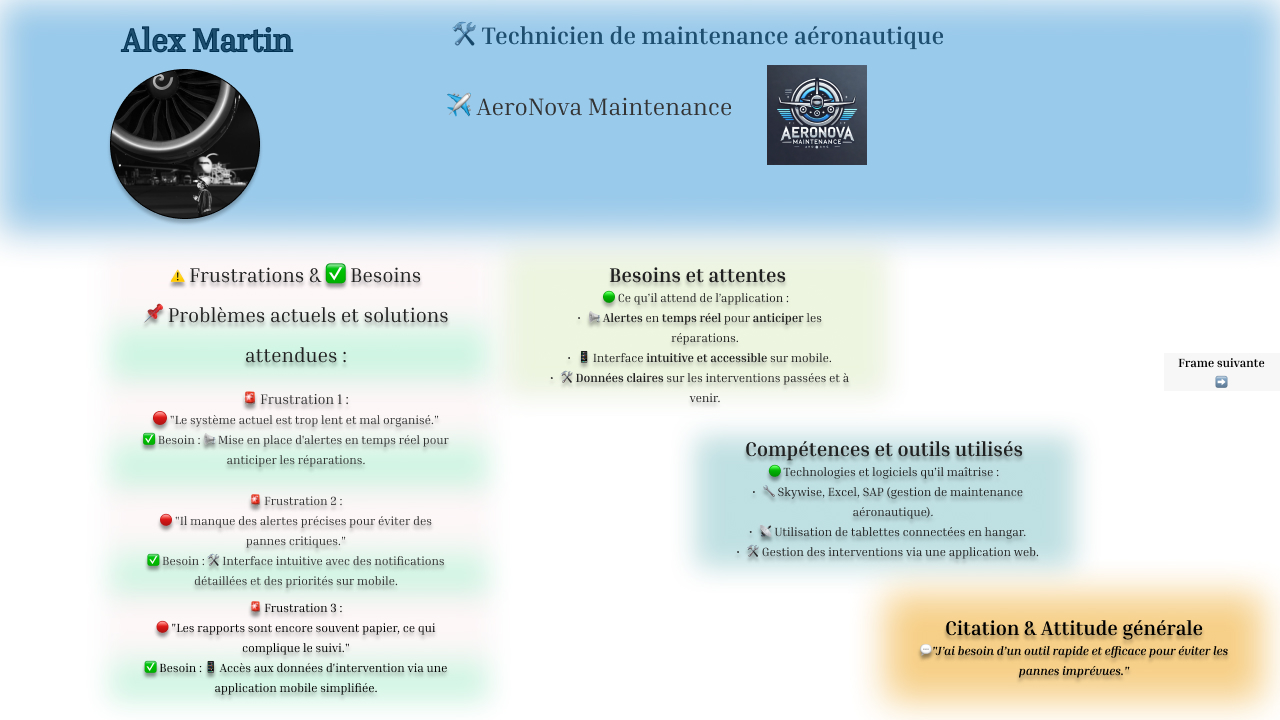 Alex Martin
🛠️ Technicien de maintenance aéronautique
✈️ AeroNova Maintenance
AERONOVA
MAINTENANCE
⚠️ Frustrations & ✅ Besoins
📌 Problèmes actuels et solutions
attendues :
🚨 Frustration 1 :
🔴 "Le système actuel est trop lent et mal organisé."
✅ Besoin : Mise en place d'alertes en temps réel pour
anticiper les réparations.
🚨 Frustration 2 :
🔴 "Il manque des alertes précises pour éviter des
pannes critiques."
✅ Besoin : 🛠️ Interface intuitive avec des notifications
détaillées et des priorités sur mobile.
🚨 Frustration 3 :
🔴 "Les rapports sont encore souvent papier, ce qui
complique le suivi."
✅ Besoin : 📱 Accès aux données d'intervention via une
application mobile simplifiée.
Besoins et attentes
🟢 Ce qu'il attend de l'application :
· Alertes en temps réel pour anticiper les
réparations.
· 📱 Interface intuitive et accessible sur mobile.
· 🛠️ Données claires sur les interventions passées et à
venir.
Compétences et outils utilisés
🟢 Technologies et logiciels qu'il maîtrise :
· 🔧 Skywise, Excel, SAP (gestion de maintenance
aéronautique).
· 📡 Utilisation de tablettes connectées en hangar.
· 🛠️ Gestion des interventions via une application web.
Citation & Attitude générale
💬 "J'ai besoin d'un outil rapide et efficace pour éviter les
pannes imprévues."
Frame suivante
➡️